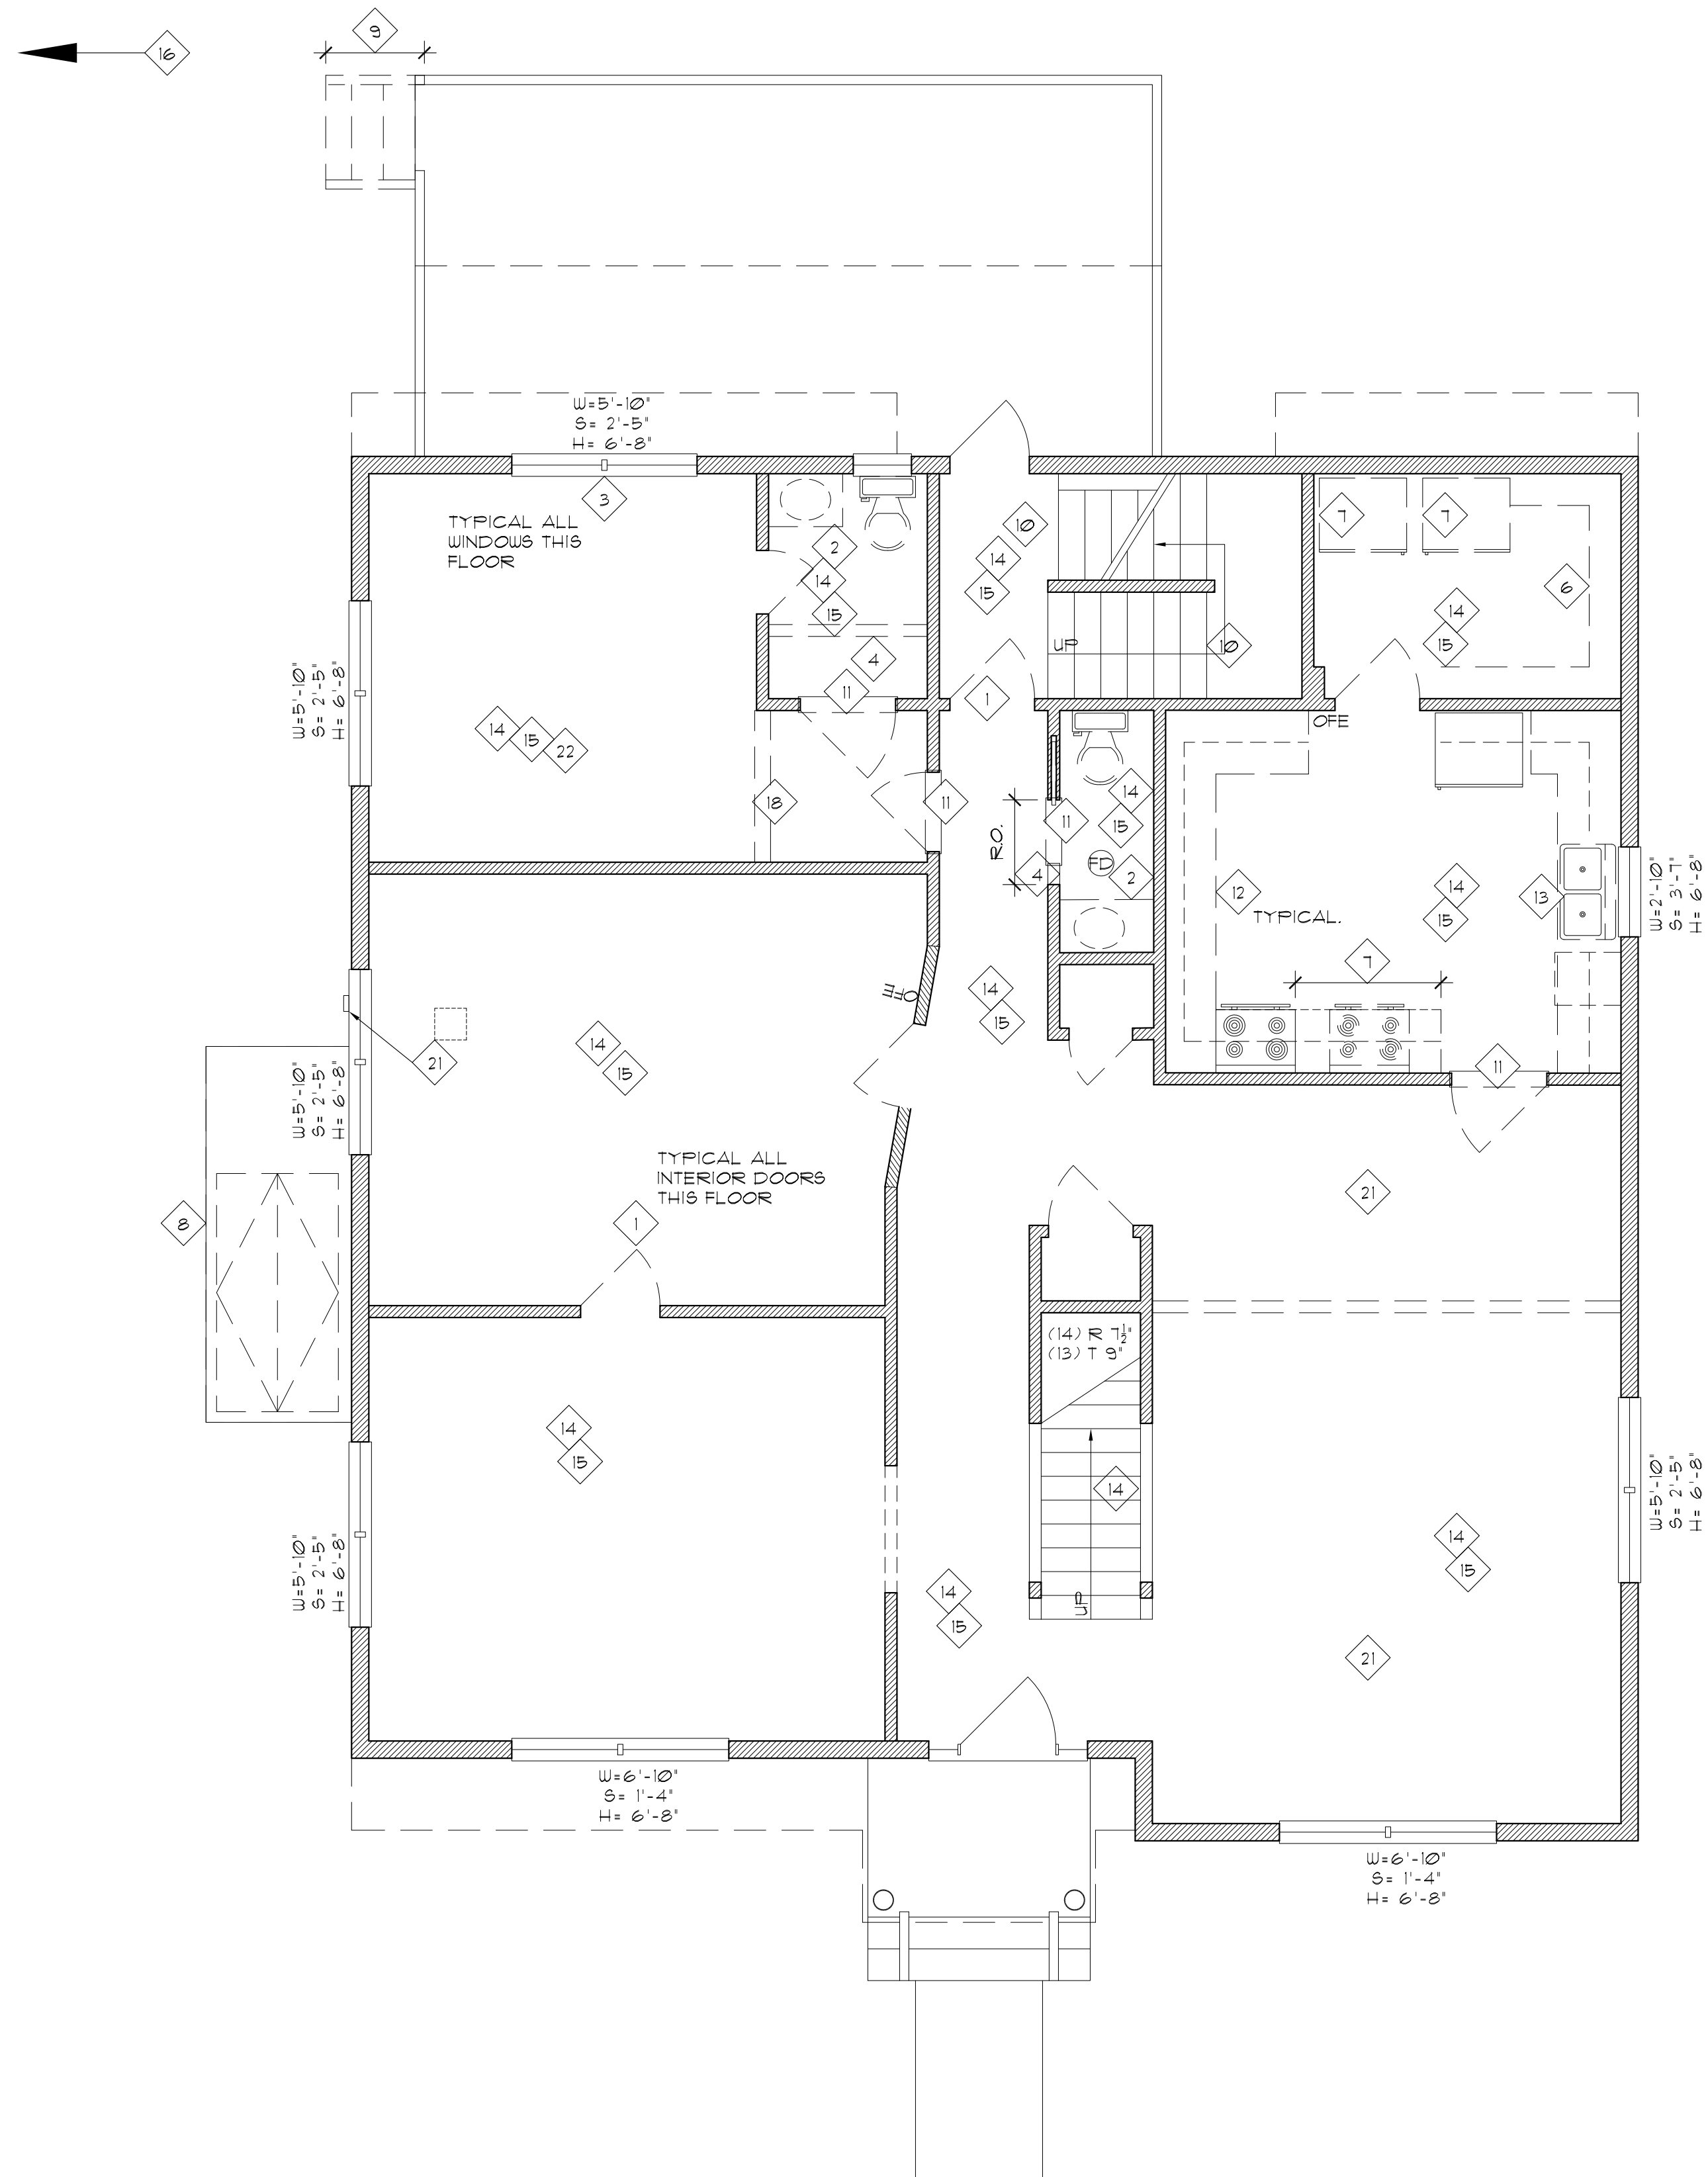 9
16
W=5'-10"
S= 2'-5"
H= 6'-8"
3
TYPICAL ALL
WINDOWS THIS
FLOOR
2
14
15
4
11
10
14
15
10
UP
1
7
7
6
14
15
OFE
W=5'-10"
S= 2'-5"
H= 6'-8"
14
15
22
18
11
R.O.
11
14
15
FD
4
2
12
TYPICAL.
14
15
13
W=2'-10"
S= 3'-7"
H= 6'-8"
7
OFE
14
15
14
15
21
11
W=5'-10"
S= 2'-5"
H= 6'-8"
TYPICAL ALL
INTERIOR DOORS
THIS FLOOR
1
8
21
(14) R 7½"
(13) T 9"
14
15
14
W=5'-10"
S= 2'-5"
H= 6'-8"
W=5'-10"
S= 2'-5"
H= 6'-8"
14
15
14
15
UP
21
W=6'-10"
S= 1'-4"
H= 6'-8"
W=6'-10"
S= 1'-4"
H= 6'-8"